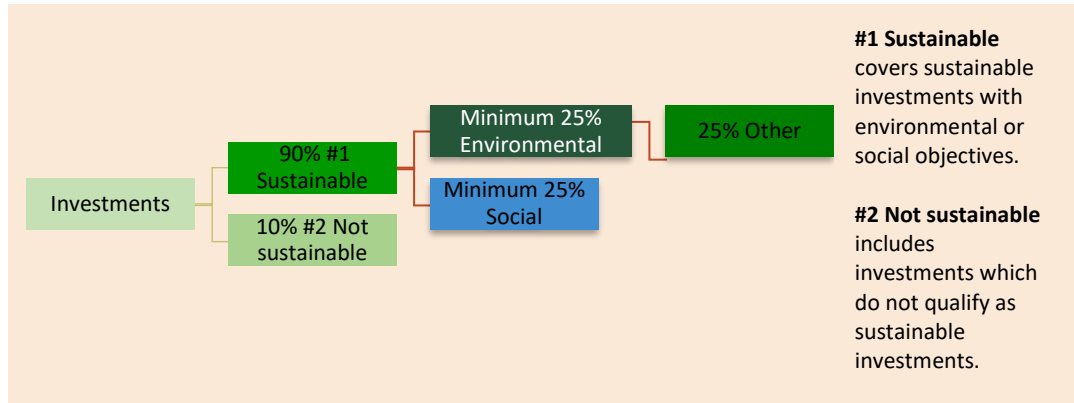 Investments
90% #1
Sustainable
10% #2 Not
sustainable
Minimum 25%
Environmental
Minimum 25%
Social
25% Other
#1 Sustainable
covers sustainable
investments with
environmental or
social objectives.
#2 Not sustainable
includes
investments which
do not qualify as
sustainable
investments.